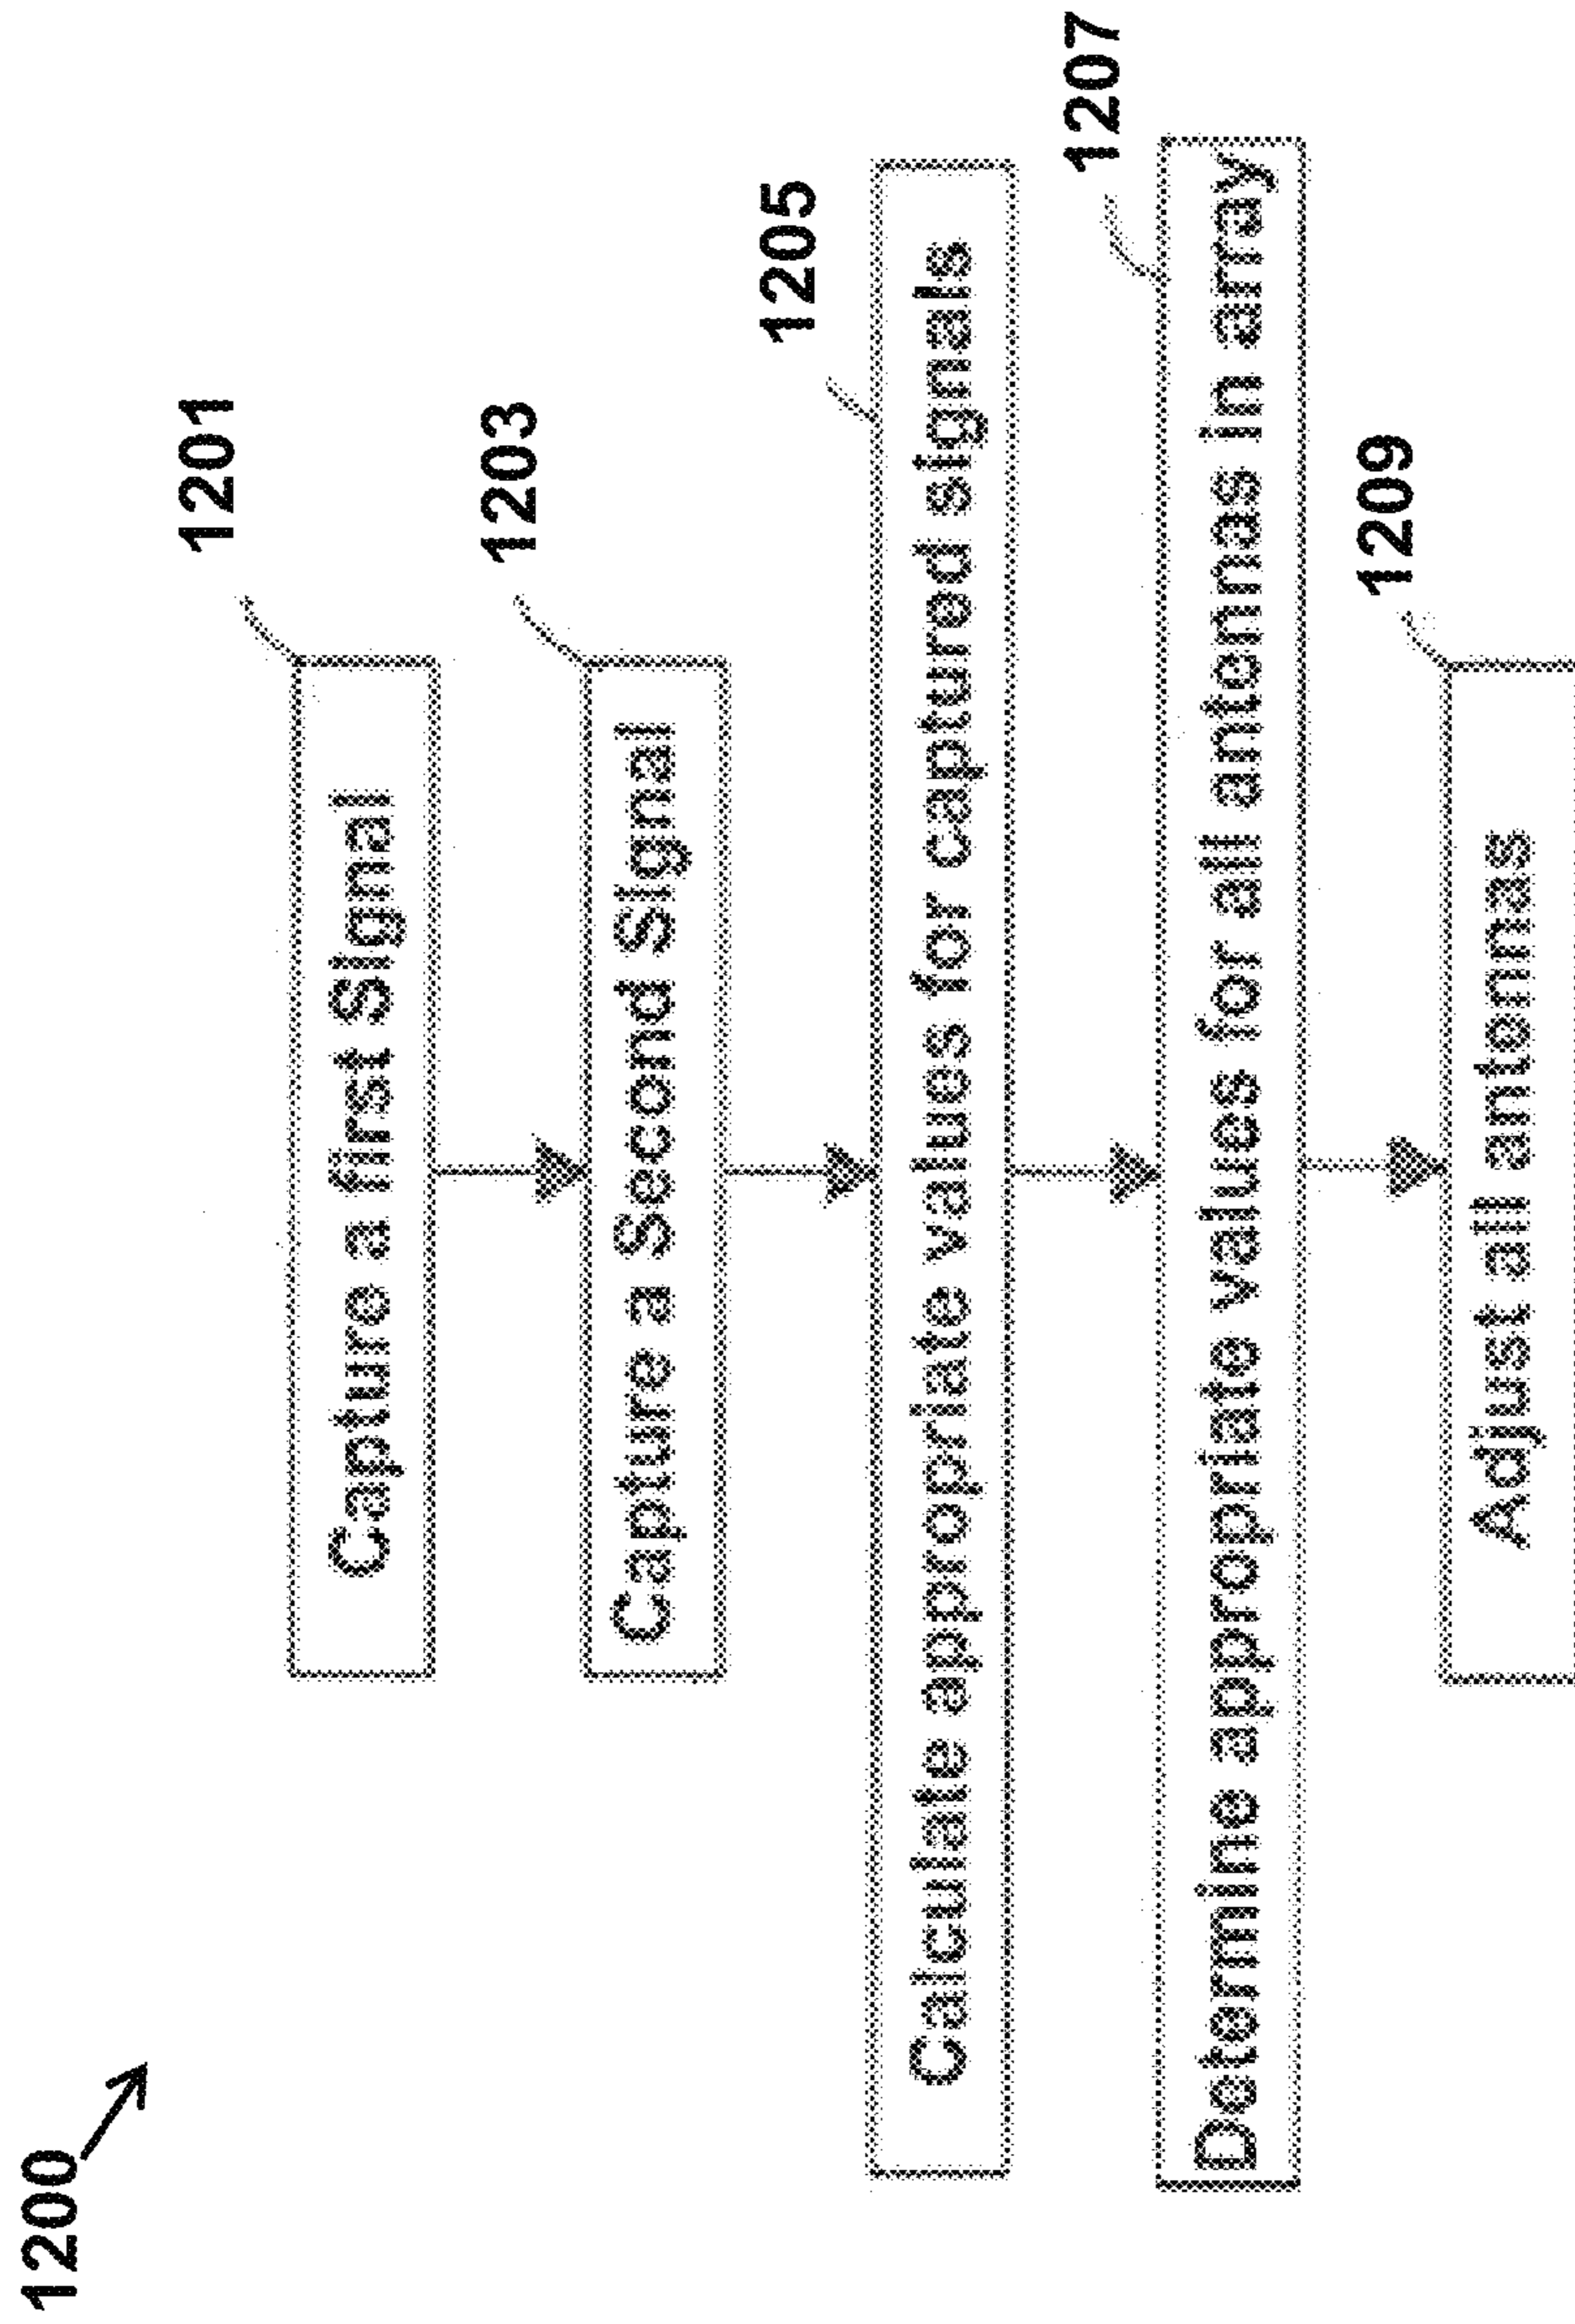 1200
1201
Capture a first Signal
1203
Capture a Second Signal
1205
Calculate appropriate values for captured signals
1207
Determine appropriate values for all antennas in array
1209
Adjust all antennas